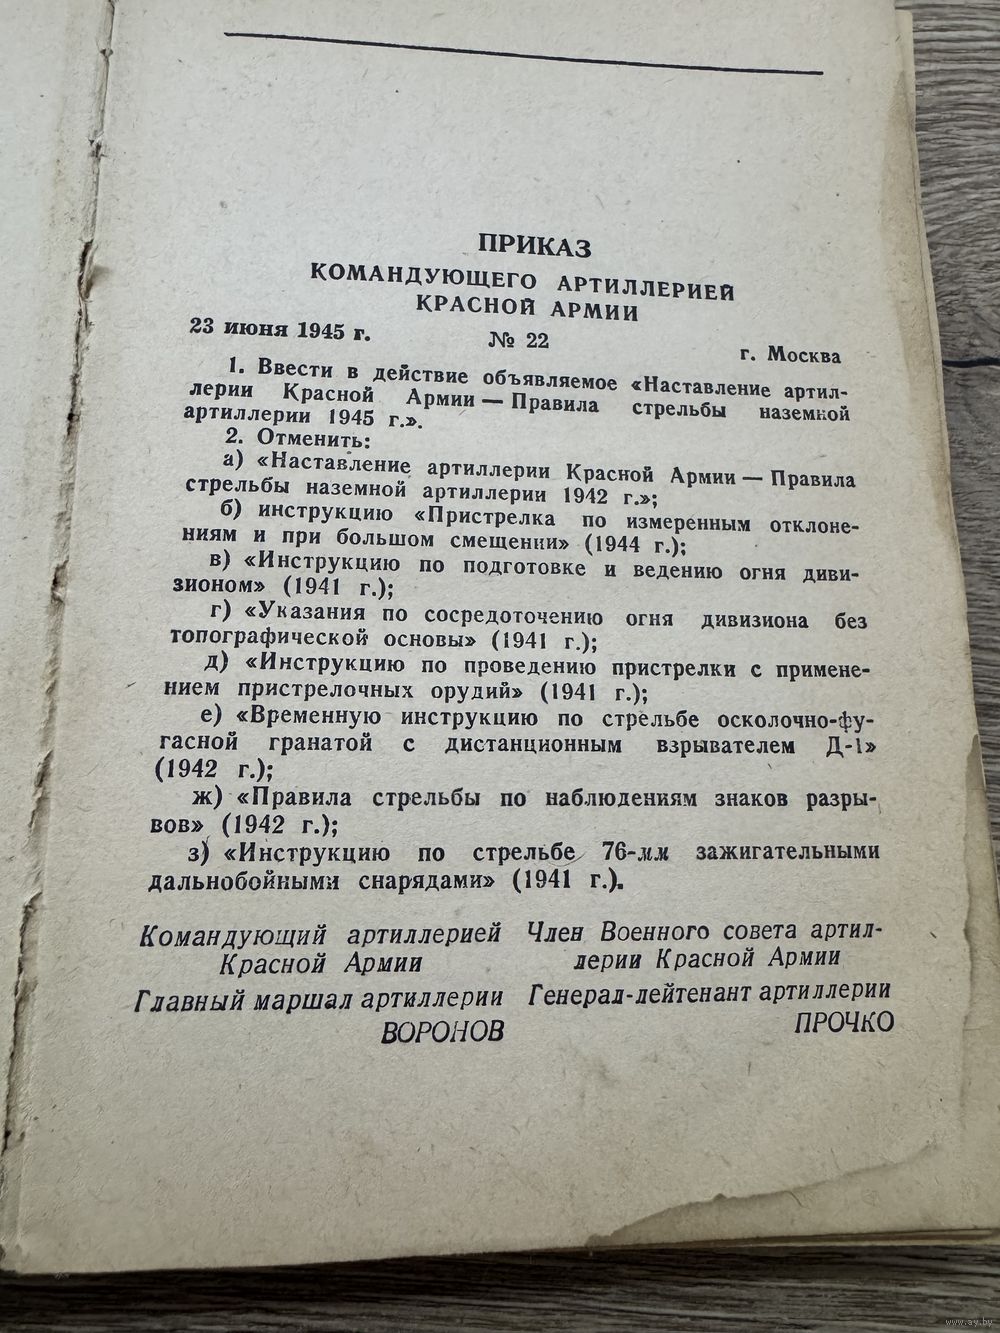 ПРИКАЗ
КОМАНДУЮЩЕГО АРТИЛЛЕРИЕЙ
КРАСНОЙ АРМИИ
23 июня 1945 г. № 22 г. Москва
1. Ввести в действие объявляемое «Наставление артил-
лерии Красной Армии — Правила стрельбы наземной
артиллерии 1945 г.».
2. Отменить:
а) «Наставление артиллерии Красной Армии — Правила
стрельбы наземной артиллерии 1942 г.»;
б) инструкцию «Пристрелка по измеренным отклоне-
ниям и при большом смещении» (1944 г.);
в) «Инструкцию по подготовке и ведению огня диви-
зионом» (1941 г.);
г) «Указания по сосредоточению огня дивизиона без
топографической основы» (1941 г.);
д) «Инструкцию по проведению пристрелки с примене-
нием пристрелочных орудий» (1941 г.);
е) «Временную инструкцию по стрельбе осколочно-фу-
гасной гранатой с дистанционным взрывателем Д-1»
(1942 г.);
ж) «Правила стрельбы по наблюдениям знаков разры-
вов» (1942 г.);
з) «Инструкцию по стрельбе 76-мм зажигательными
дальнобойными снарядами» (1941 г.).
Командующий артиллерией
Красной Армии
Главный маршал артиллерии
ВОРОНОВ
Член Военного совета артил-
лерии Красной Армии
Генерал-лейтенант артиллерии
ПРОЧКО
www.ay.by